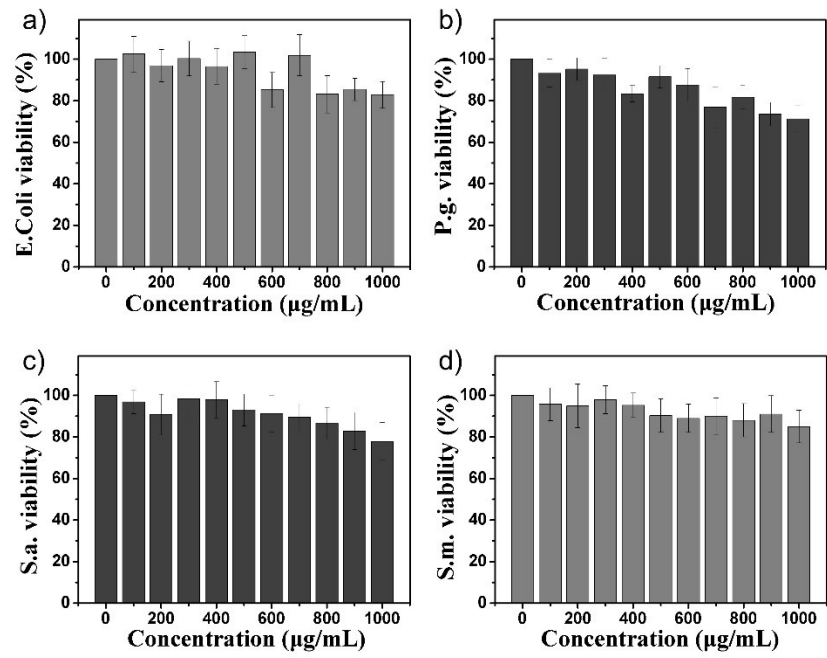 a)
E.Coli viability (%)
100
80
60
40
20
0
0 200 400 600 800 1000
Concentration (μg/mL)
b)
P.g. viability (%)
100
80
60
40
20
0
0 200 400 600 800 1000
Concentration (μg/mL)
c)
S.a. viability (%)
100
80
60
40
20
0
0 200 400 600 800 1000
Concentration (μg/mL)
d)
S.m. viability (%)
100
80
60
40
20
0
0 200 400 600 800 1000
Concentration (μg/mL)